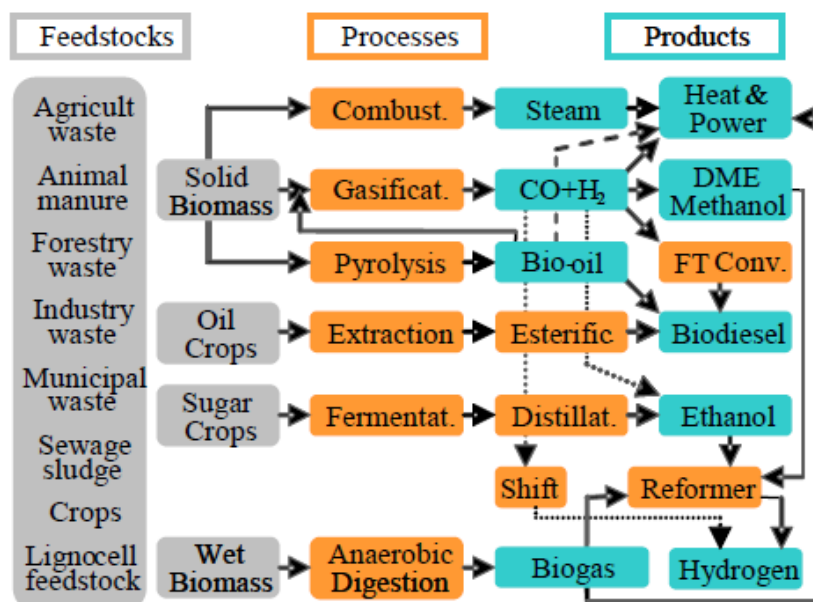 Feedstocks
Processes
Products
Agricult
waste
Animal
manure
Forestry
waste
Industry
waste
Municipal
waste
Sewage
sludge
Crops
Lignocell
feedstock
Solid
Biomass
Oil
Crops
Sugar
Crops
Wet
Biomass
Combust.
Gasificat.
Pyrolysis
Extraction
Fermentat.
Anaerobic
Digestion
Steam
CO+H₂
Bio-oil
Esterific.
Distillat.
Shift
Biogas
Heat &
Power
DME
Methanol
FT Conv.
Biodiesel
Ethanol
Reformer
Hydrogen